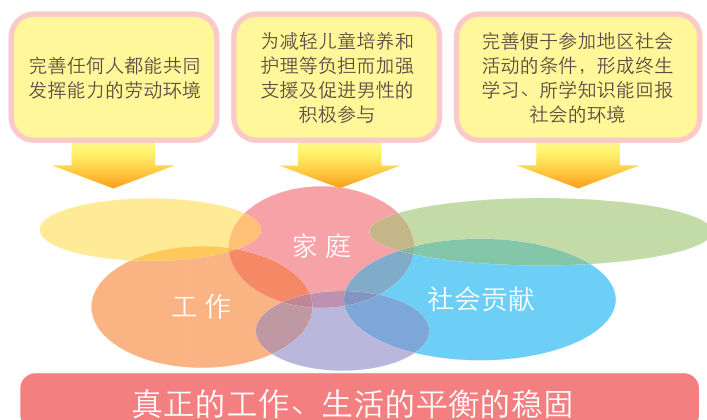 完善任何人都能共同
发挥能力的劳动环境
为减轻儿童培养和
护理等负担而加强
支援及促进男性的
积极参与
完善便于参加地区社会
活动的条件，形成终生
学习、所学知识能回报
社会的环境
家 庭
工 作
社会贡献
真正的工作、生活的平衡的稳固